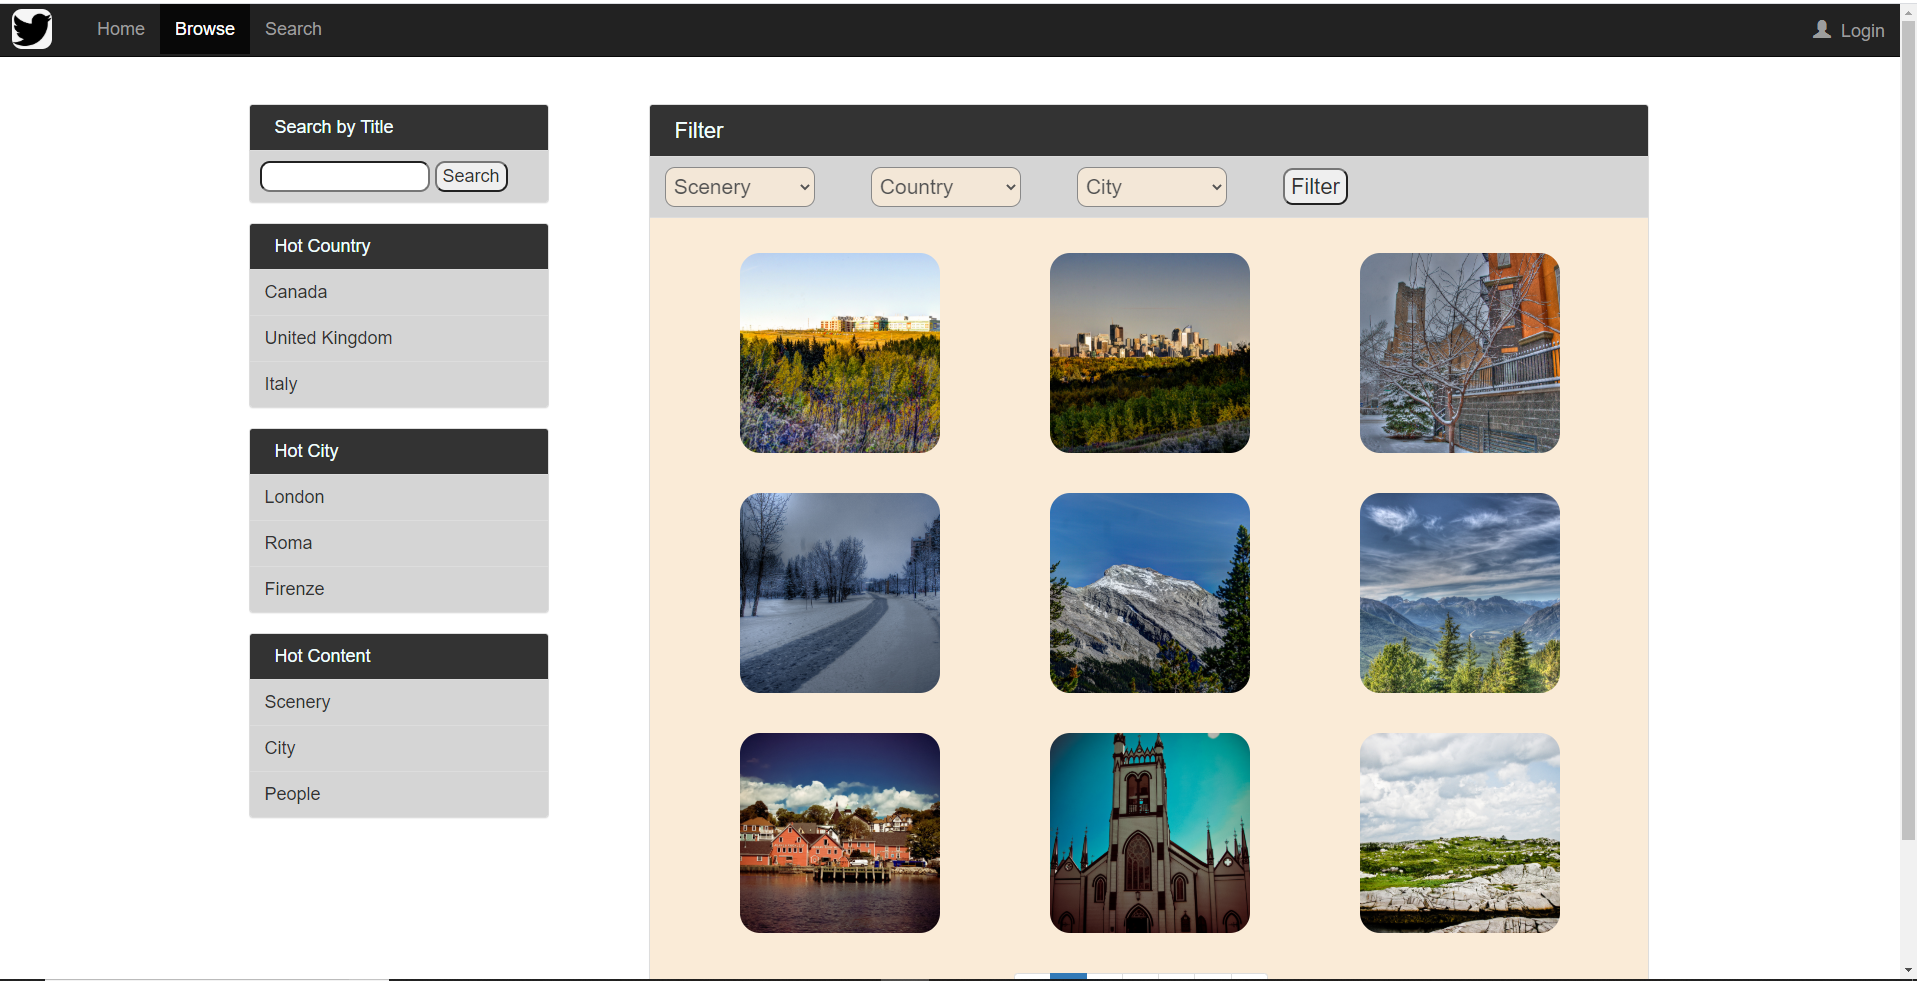 Home Browse Search Login
Search by Title
Search
Hot Country
Canada
United Kingdom
Italy
Hot City
London
Roma
Firenze
Hot Content
Scenery
City
People
Filter
Scenery Country City Filter